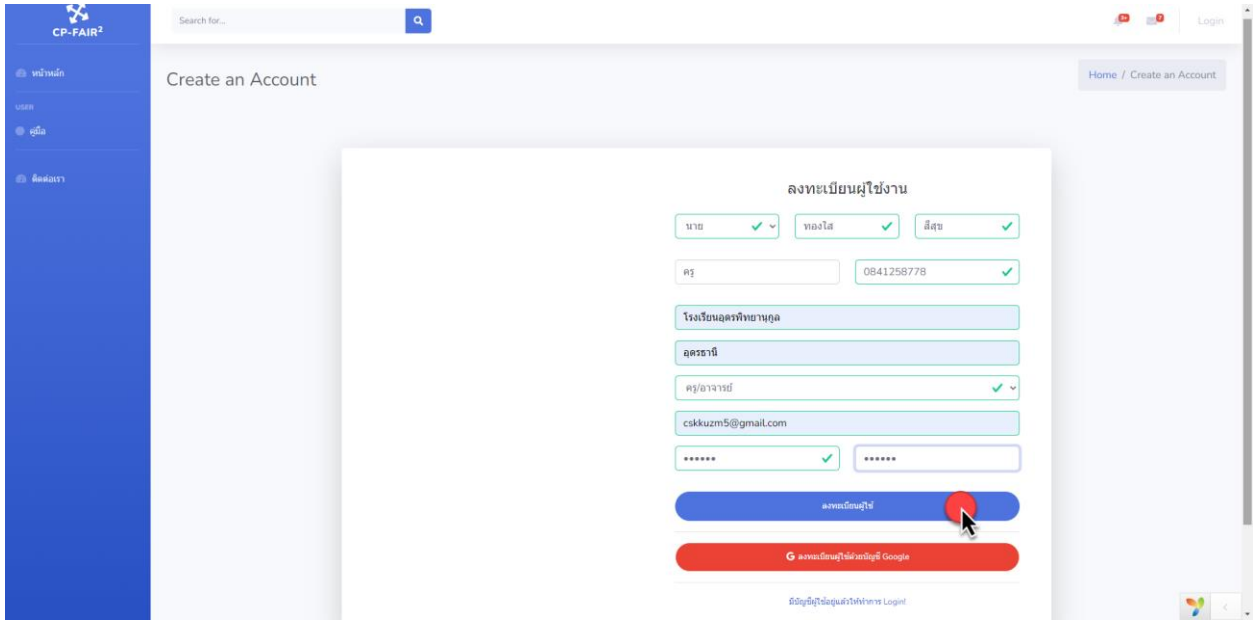 CP-FAIR²
Search for...
3+
7
Login
หน้าหลัก
USER
คู่มือ
ติดต่อเรา
Create an Account
Home / Create an Account
ลงทะเบียนผู้ใช้งาน
นาย ทองใส สีสุข
ครู 0841258778
โรงเรียนอุดรพิทยานุกูล
อุดรธานี
ครู/อาจารย์
cskkuzm5@gmail.com
•••••• ••••••
ลงทะเบียนผู้ใช้
G ลงทะเบียนผู้ใช้ด้วยบัญชี Google
มีบัญชีผู้ใช้อยู่แล้วให้ทำการ Login!